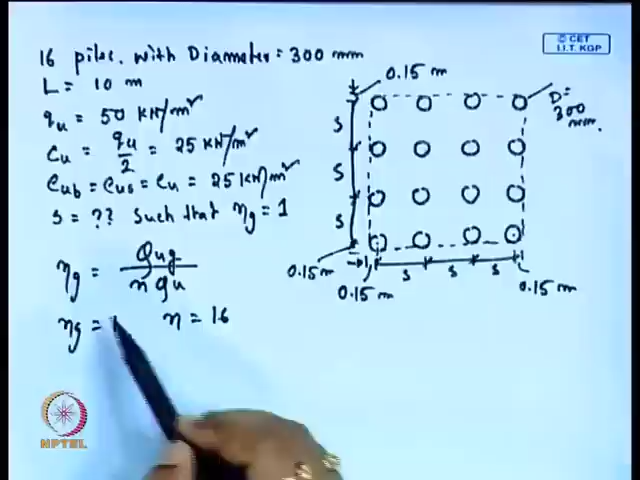 © CET
I.I.T. KGP
16 piles. with Diameter = 300 mm
L = 10 m
qu = 50 KN/m²
Cu = qu/2 = 25 KN/m²
Cub = Cus = Cu = 25 KN/m²
s = ?? Such that ηg = 1
ηg = Qug / n Qu
ηg = 1 n = 16
0.15 m
D =
300
mm.
s
s
s
0.15 m
0.15 m
s s s
0.15 m
NPTEL